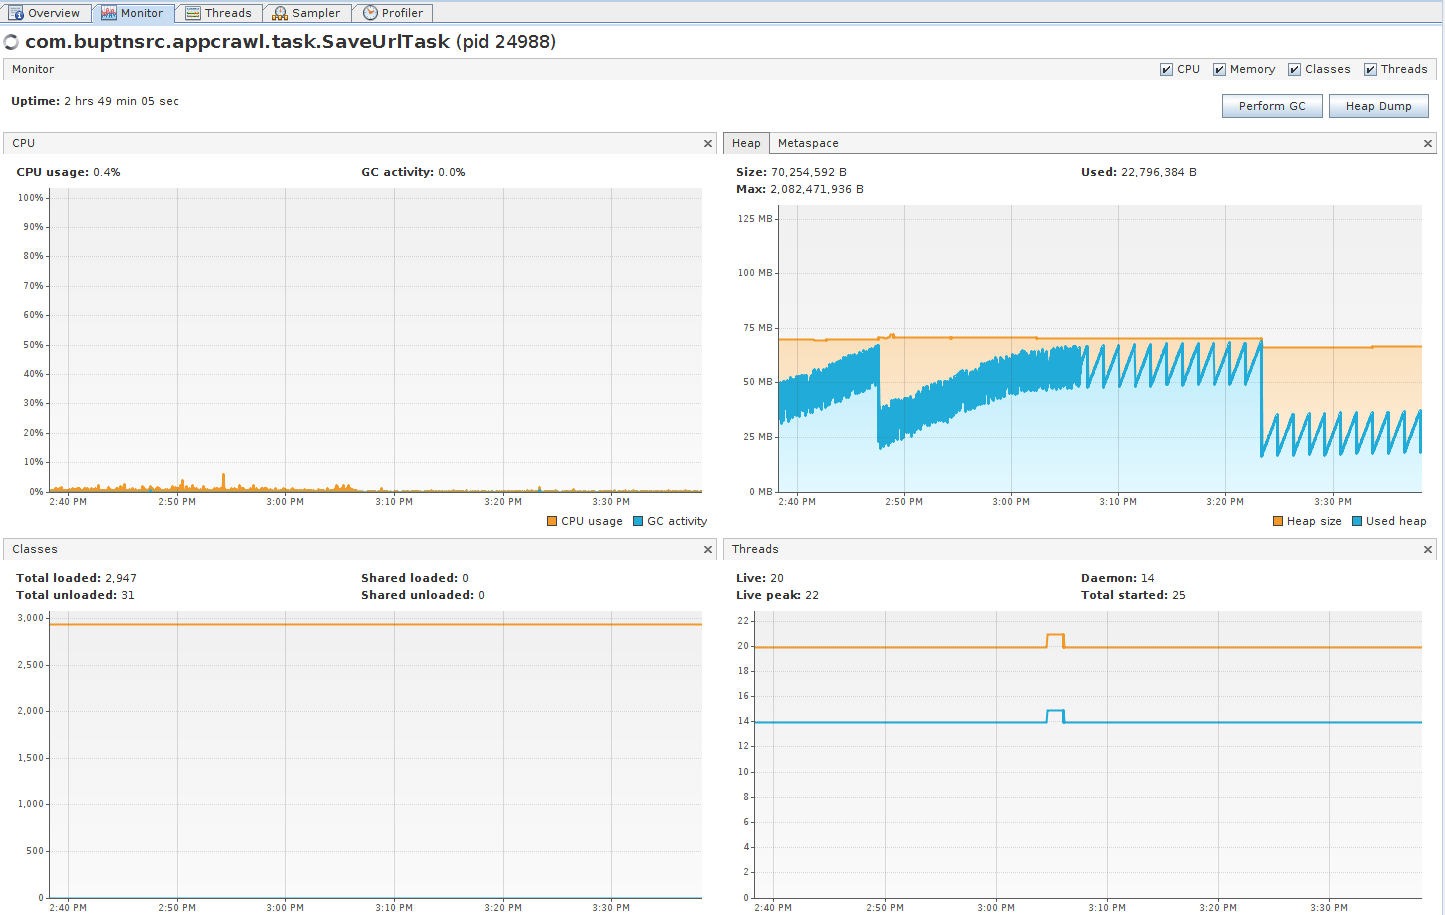 Overview Monitor Threads Sampler Profiler
com.buptnsrc.appcrawl.task.SaveUrlTask (pid 24988)
Monitor CPU Memory Classes Threads
Uptime: 2 hrs 49 min 05 sec
Perform GC Heap Dump
CPU
CPU usage: 0.4% GC activity: 0.0%
100%
90%
80%
70%
60%
50%
40%
30%
20%
10%
0%
2:40 PM 2:50 PM 3:00 PM 3:10 PM 3:20 PM 3:30 PM
CPU usage GC activity
Heap Metaspace
Size: 70,254,592 B Used: 22,796,384 B
Max: 2,082,471,936 B
125 MB
100 MB
75 MB
50 MB
25 MB
0 MB
2:40 PM 2:50 PM 3:00 PM 3:10 PM 3:20 PM 3:30 PM
Heap size Used heap
Classes
Total loaded: 2,947 Shared loaded: 0
Total unloaded: 31 Shared unloaded: 0
3,000
2,500
2,000
1,500
1,000
500
0
2:40 PM 2:50 PM 3:00 PM 3:10 PM 3:20 PM 3:30 PM
Threads
Live: 20 Daemon: 14
Live peak: 22 Total started: 25
22
20
18
16
14
12
10
8
6
4
2
0
2:40 PM 2:50 PM 3:00 PM 3:10 PM 3:20 PM 3:30 PM